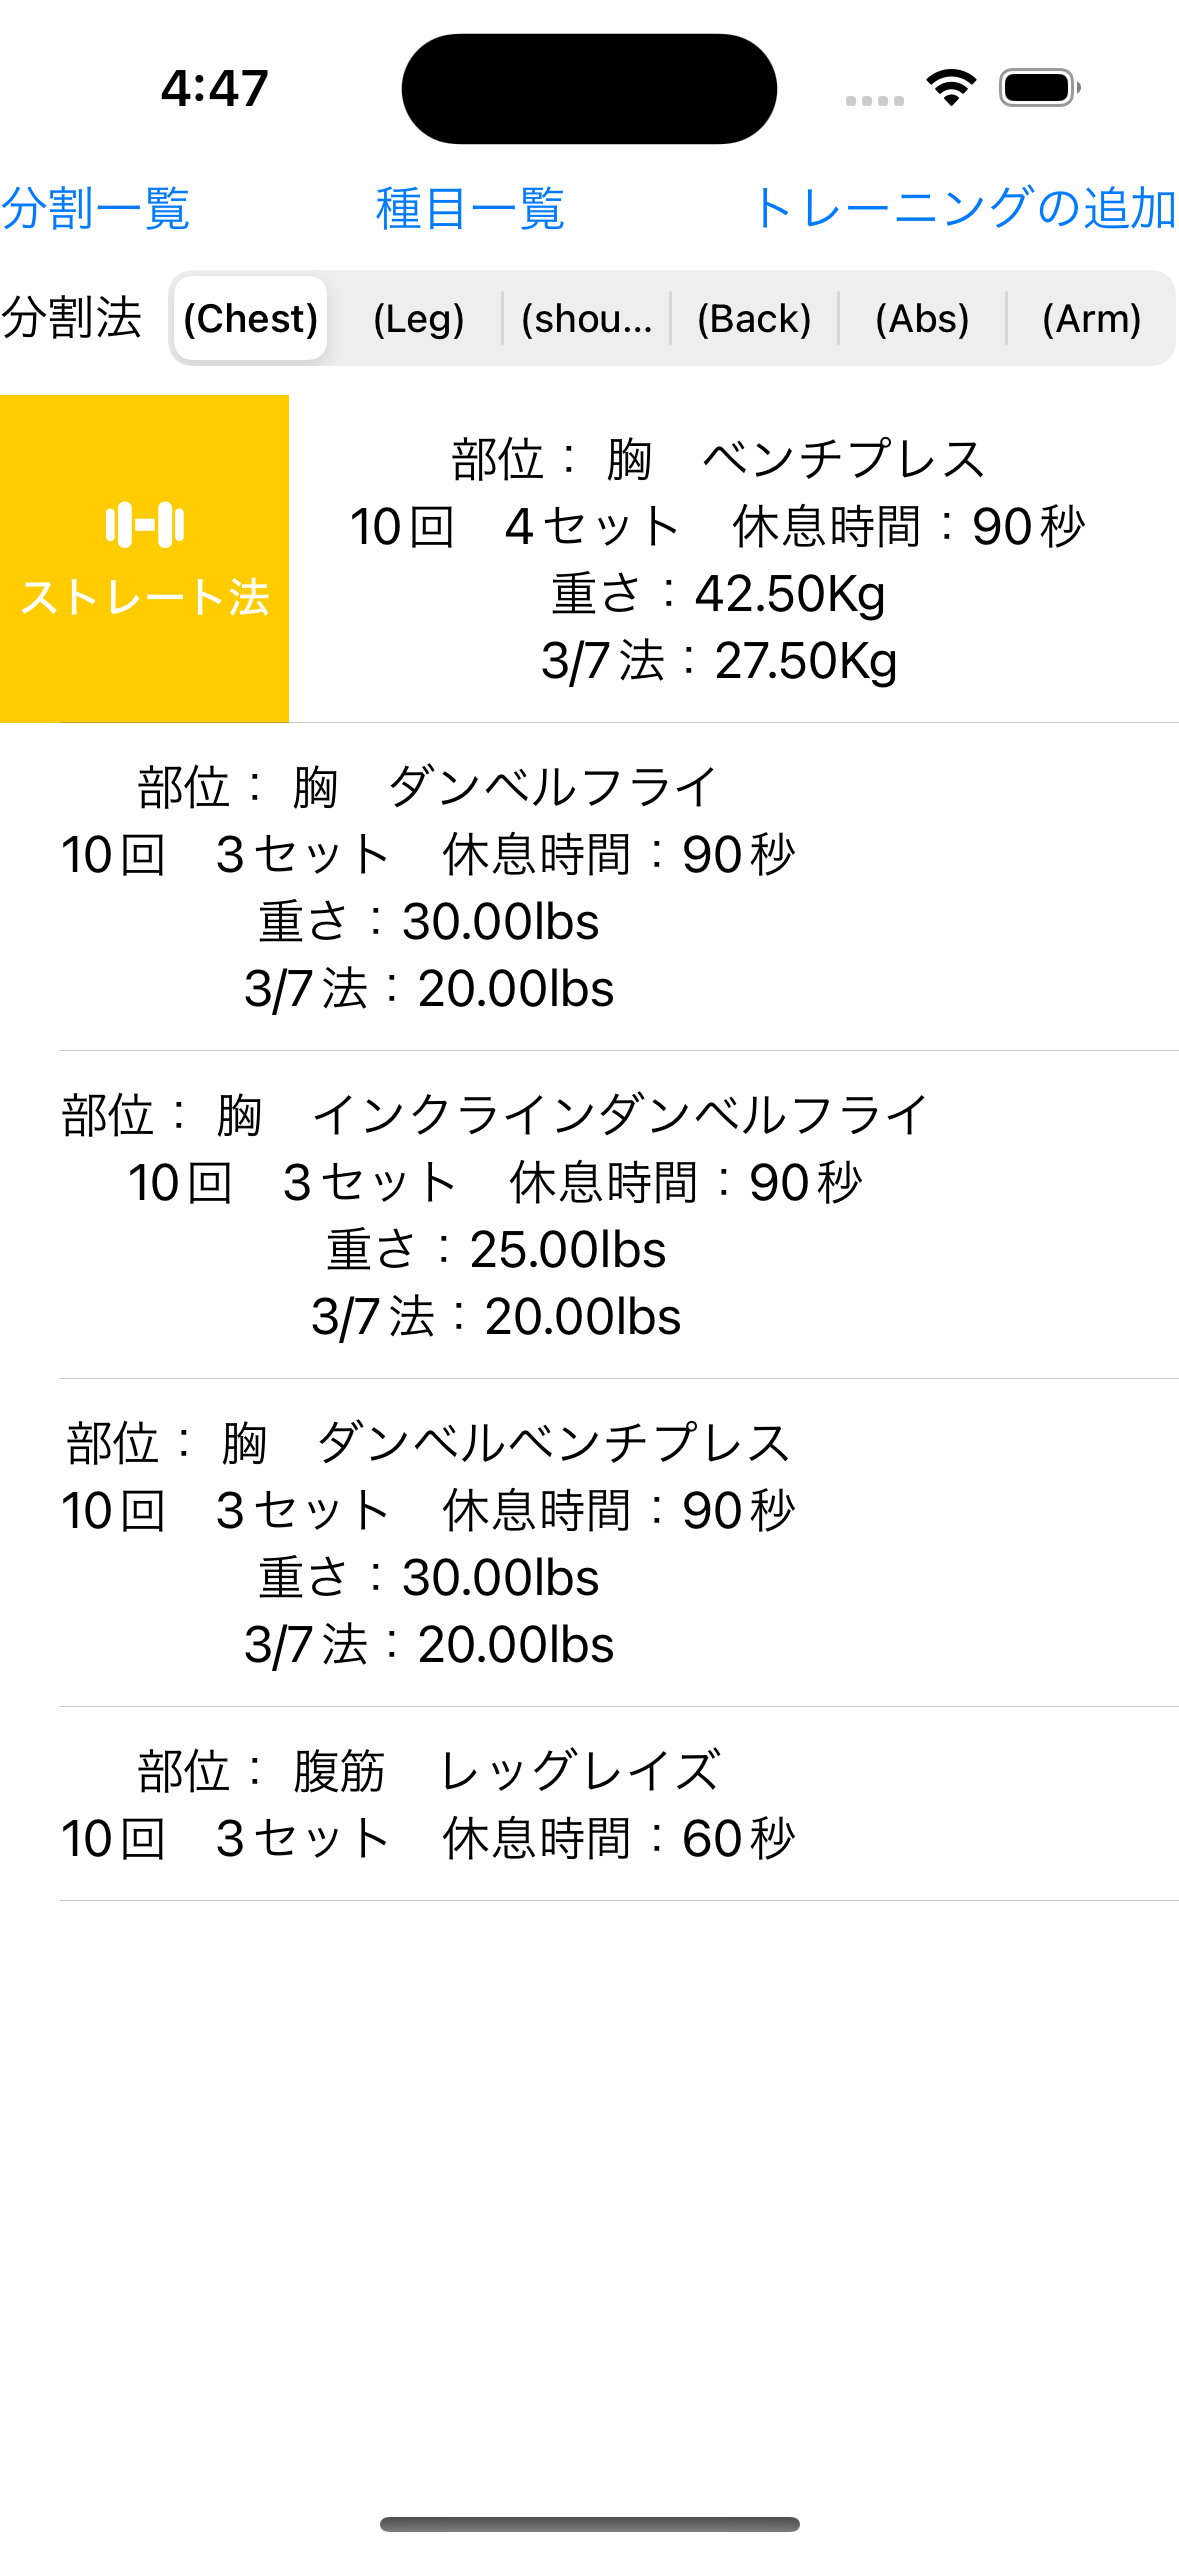 4:47
分割一覧 種目一覧 トレーニングの追加
分割法 (Chest) (Leg) (shou... (Back) (Abs) (Arm)
ストレート法
部位： 胸　ベンチプレス
10回　4セット　休息時間：90秒
重さ：42.50Kg
3/7法：27.50Kg
部位： 胸　ダンベルフライ
10回　3セット　休息時間：90秒
重さ：30.00lbs
3/7法：20.00lbs
部位： 胸　インクラインダンベルフライ
10回　3セット　休息時間：90秒
重さ：25.00lbs
3/7法：20.00lbs
部位： 胸　ダンベルベンチプレス
10回　3セット　休息時間：90秒
重さ：30.00lbs
3/7法：20.00lbs
部位： 腹筋　レッグレイズ
10回　3セット　休息時間：60秒